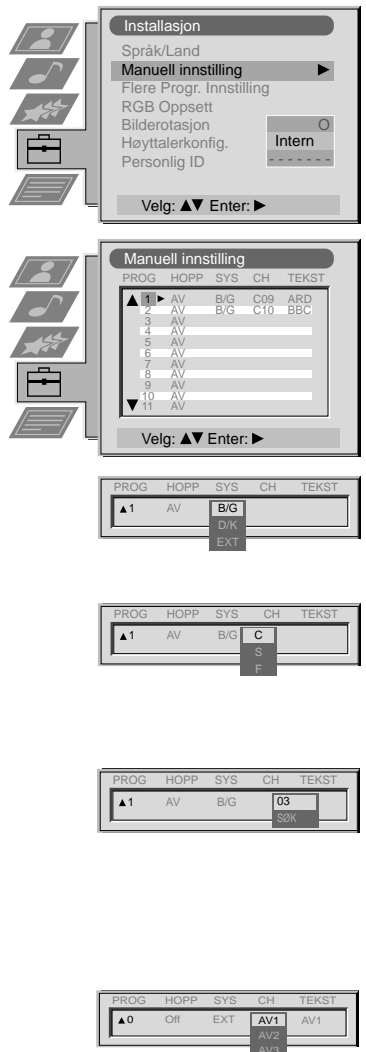 Installasjon
Språk/Land
Manuell innstilling ▶
Flere Progr. Innstilling
RGB Oppsett
Bilderotasjon O
Høyttalerkonfig. Intern
Personlig ID - - - - - - -
Velg: ▲▼ Enter: ▶
Manuell innstilling
PROG HOPP SYS CH TEKST
▲ 1 ▶ AV B/G C09 ARD
2 AV B/G C10 BBC
3 AV
4 AV
5 AV
6 AV
7 AV
8 AV
9 AV
10 AV
▼ 11 AV
Velg: ▲▼ Enter: ▶
PROG HOPP SYS CH TEKST
▲1 AV B/G
D/K
EXT
PROG HOPP SYS CH TEKST
▲1 AV B/G C
S
F
PROG HOPP SYS CH TEKST
▲1 AV B/G 03
SØK
PROG HOPP SYS CH TEKST
▲0 Off EXT AV1 AV1
AV2
AV3